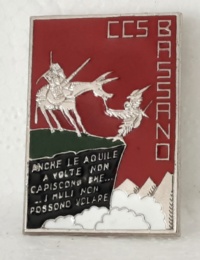 CCS
BASSANO
ANCHE LE AQUILE
A VOLTE NON
CAPISCONO CHE...
...I MULI NON
POSSONO VOLARE